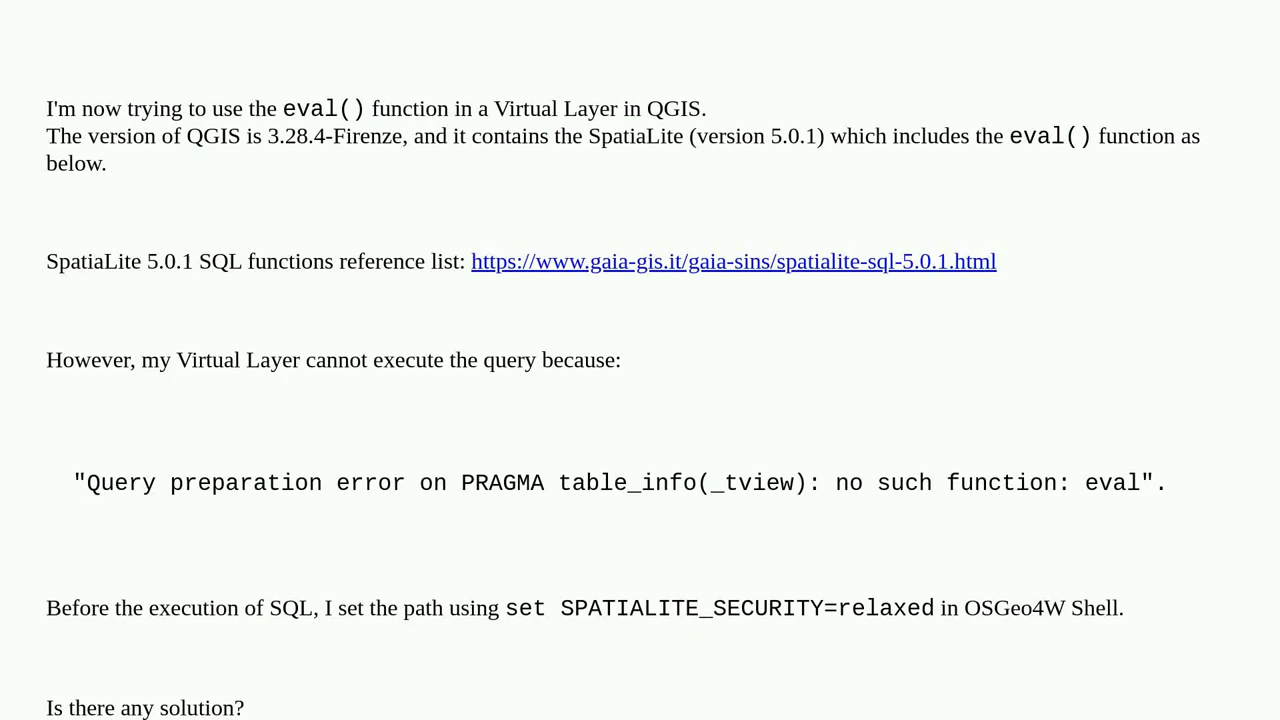 I'm now trying to use the eval() function in a Virtual Layer in QGIS.
The version of QGIS is 3.28.4-Firenze, and it contains the SpatiaLite (version 5.0.1) which includes the eval() function as
below.
SpatiaLite 5.0.1 SQL functions reference list: https://www.gaia-gis.it/gaia-sins/spatialite-sql-5.0.1.html
However, my Virtual Layer cannot execute the query because:
"Query preparation error on PRAGMA table_info(_tview): no such function: eval".
Before the execution of SQL, I set the path using set SPATIALITE_SECURITY=relaxed in OSGeo4W Shell.
Is there any solution?